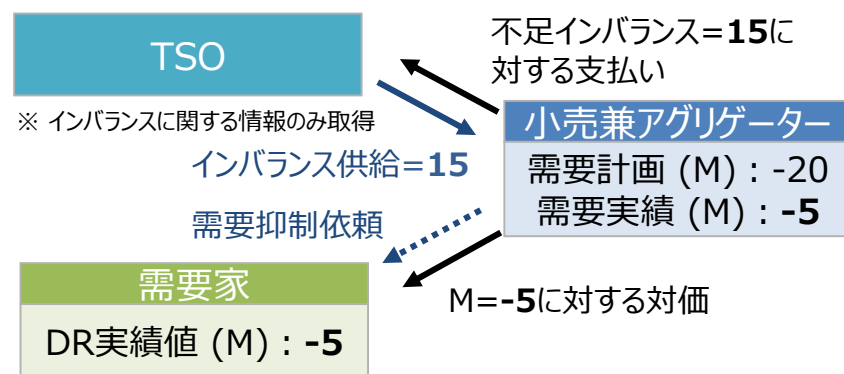 TSO
※ インバランスに関する情報のみ取得
不足インバランス=15に
対する支払い
インバランス供給=15
小売兼アグリゲーター
需要計画 (M) : -20
需要実績 (M) : -5
需要抑制依頼
需要家
DR実績値 (M) : -5
M=-5に対する対価